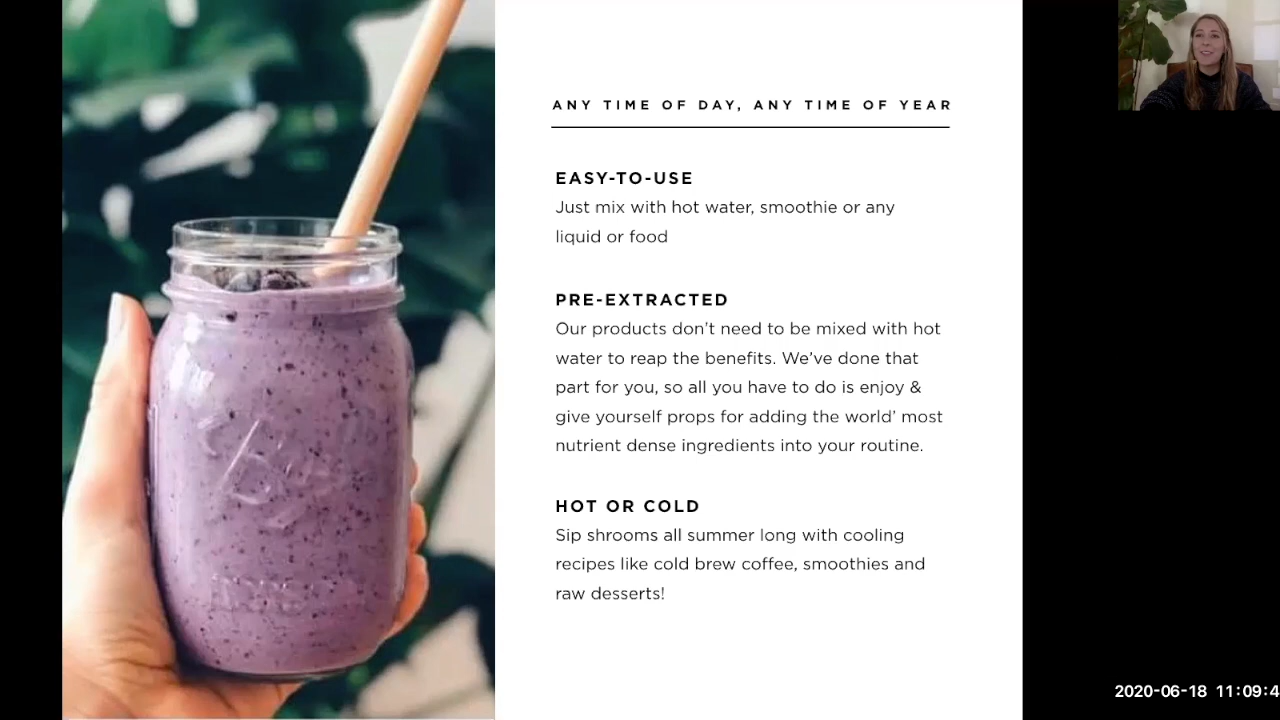 ANY TIME OF DAY, ANY TIME OF YEAR
EASY-TO-USE
Just mix with hot water, smoothie or any
liquid or food
PRE-EXTRACTED
Our products don't need to be mixed with hot
water to reap the benefits. We've done that
part for you, so all you have to do is enjoy &
give yourself props for adding the world' most
nutrient dense ingredients into your routine.
HOT OR COLD
Sip shrooms all summer long with cooling
recipes like cold brew coffee, smoothies and
raw desserts!
2020-06-18 11:09:4